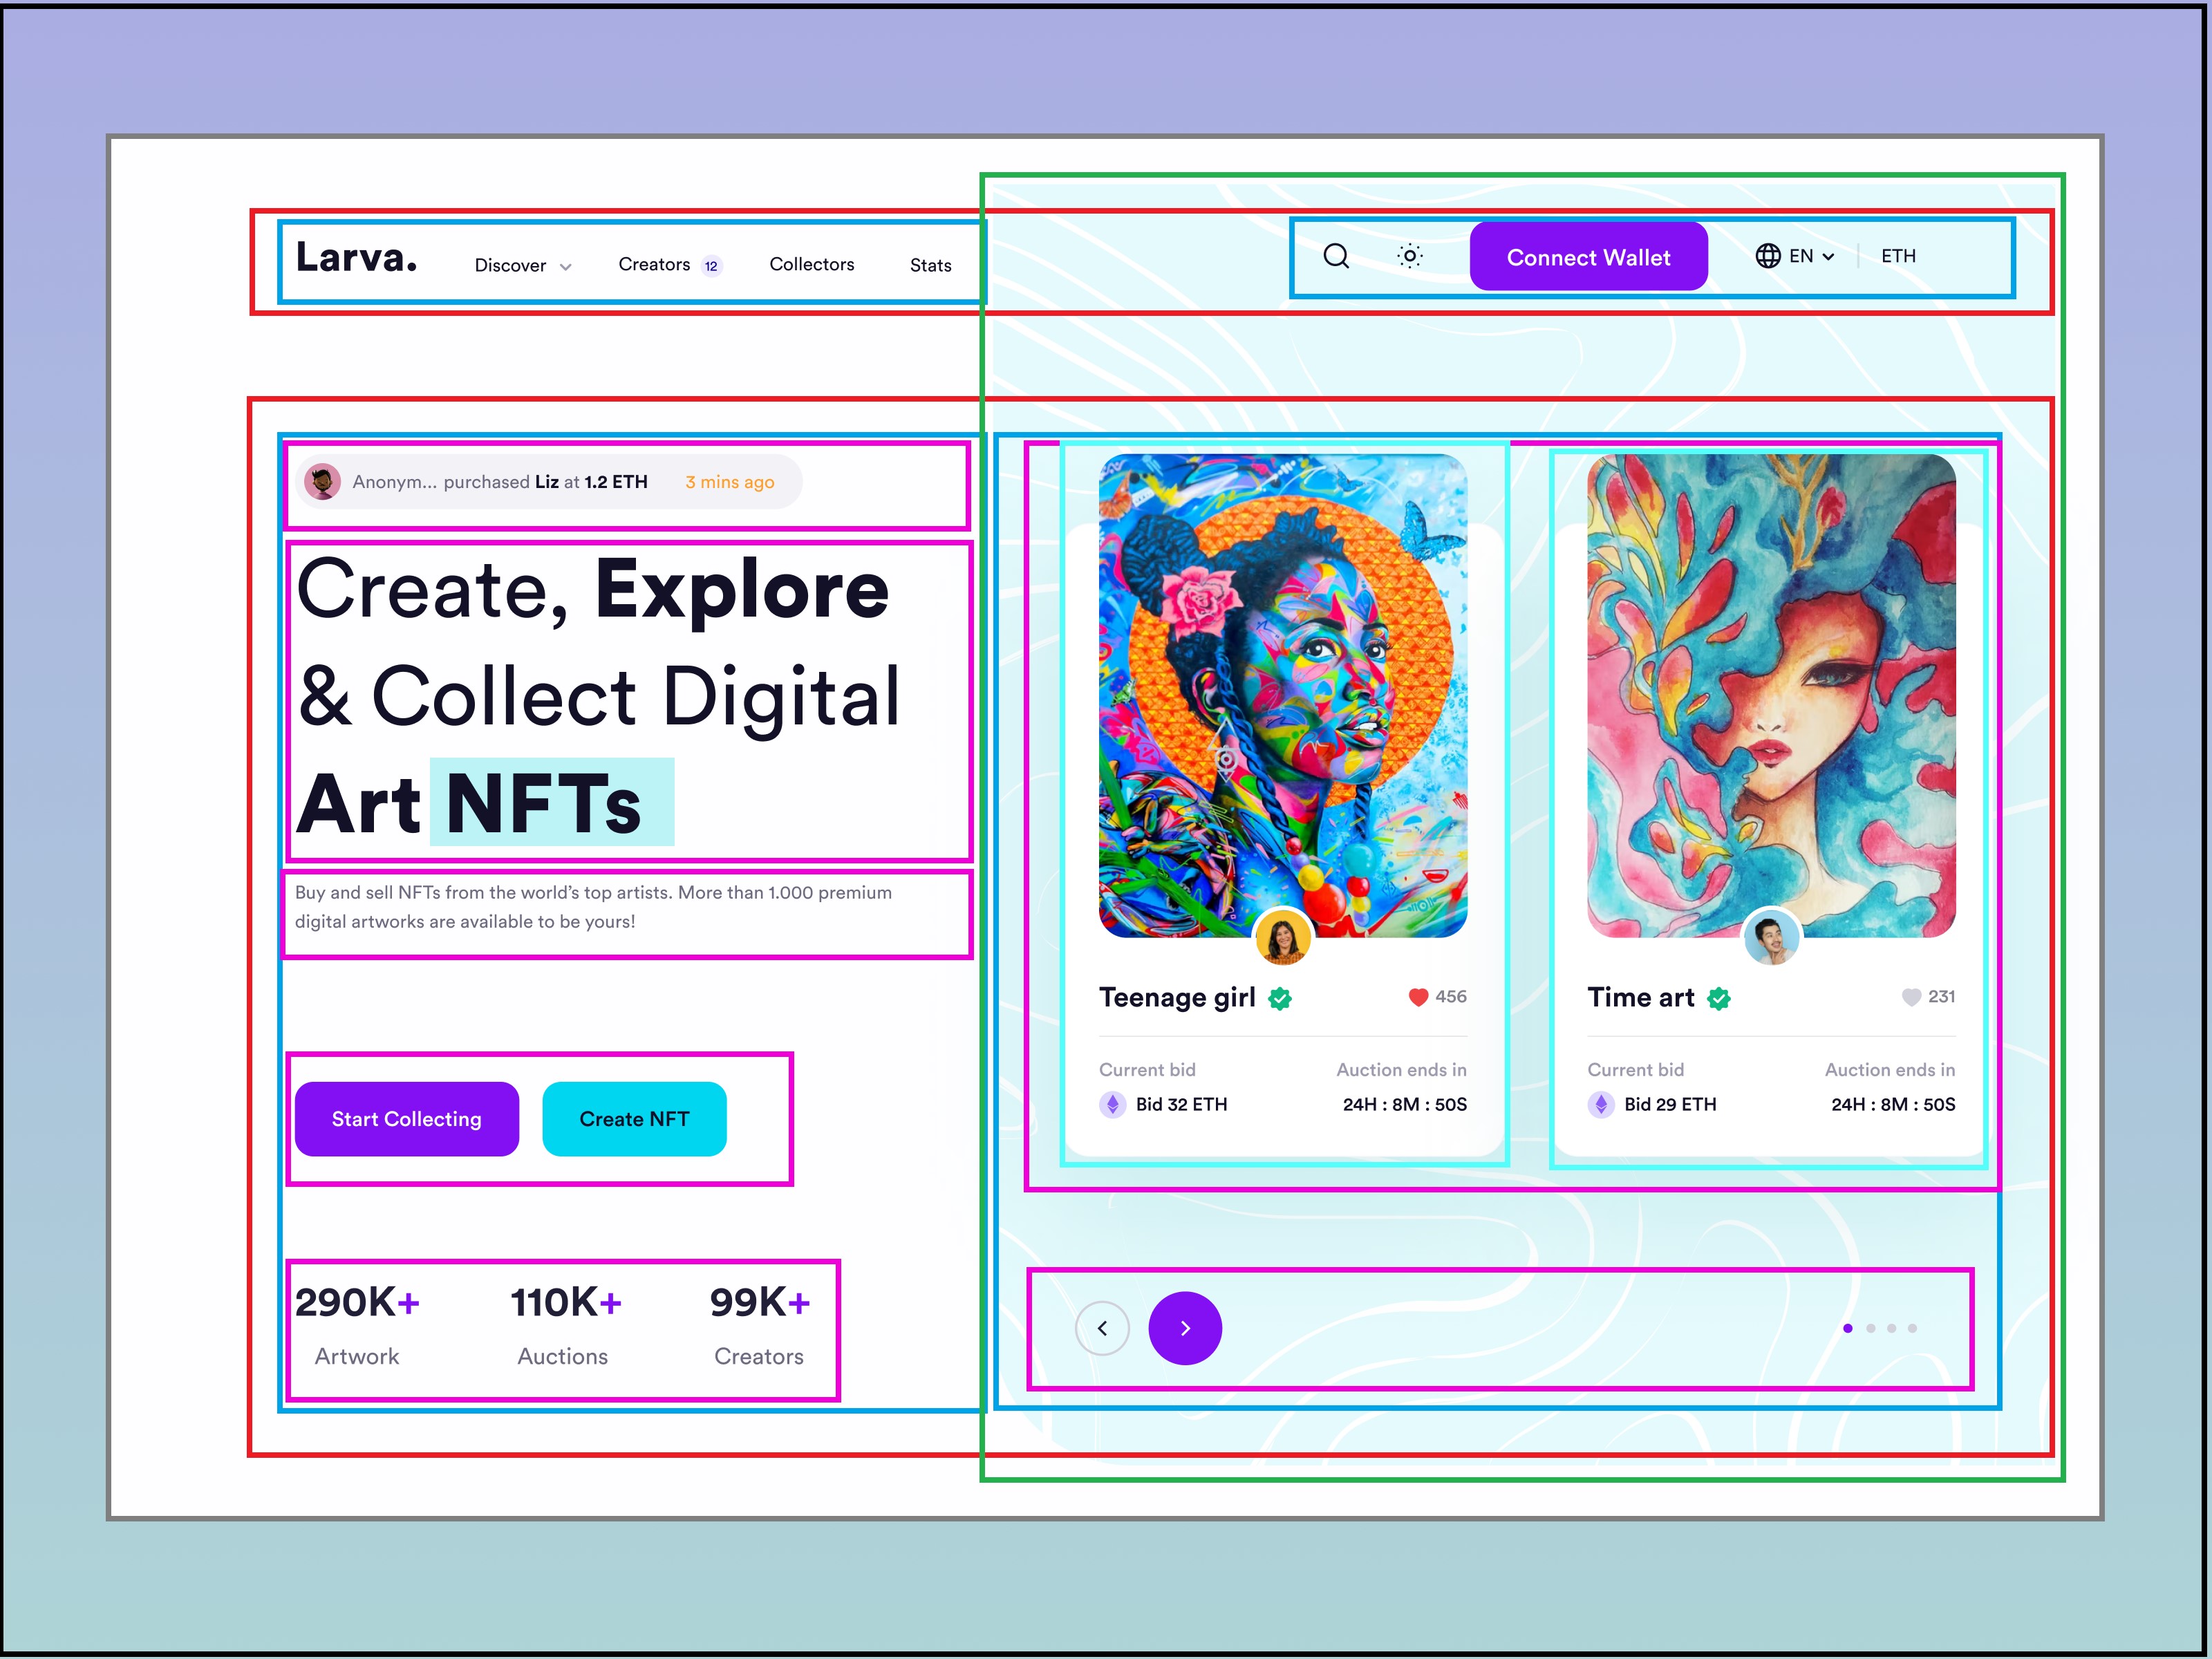 Larva.
Discover
Creators 12
Collectors
Stats
Connect Wallet
EN
ETH
Anonym... purchased Liz at 1.2 ETH 3 mins ago
Create, Explore
& Collect Digital
Art NFTs
Buy and sell NFTs from the world’s top artists. More than 1.000 premium
digital artworks are available to be yours!
Start Collecting
Create NFT
290K+
Artwork
110K+
Auctions
99K+
Creators
Teenage girl
456
Current bid
Bid 32 ETH
Auction ends in
24H : 8M : 50S
Time art
231
Current bid
Bid 29 ETH
Auction ends in
24H : 8M : 50S